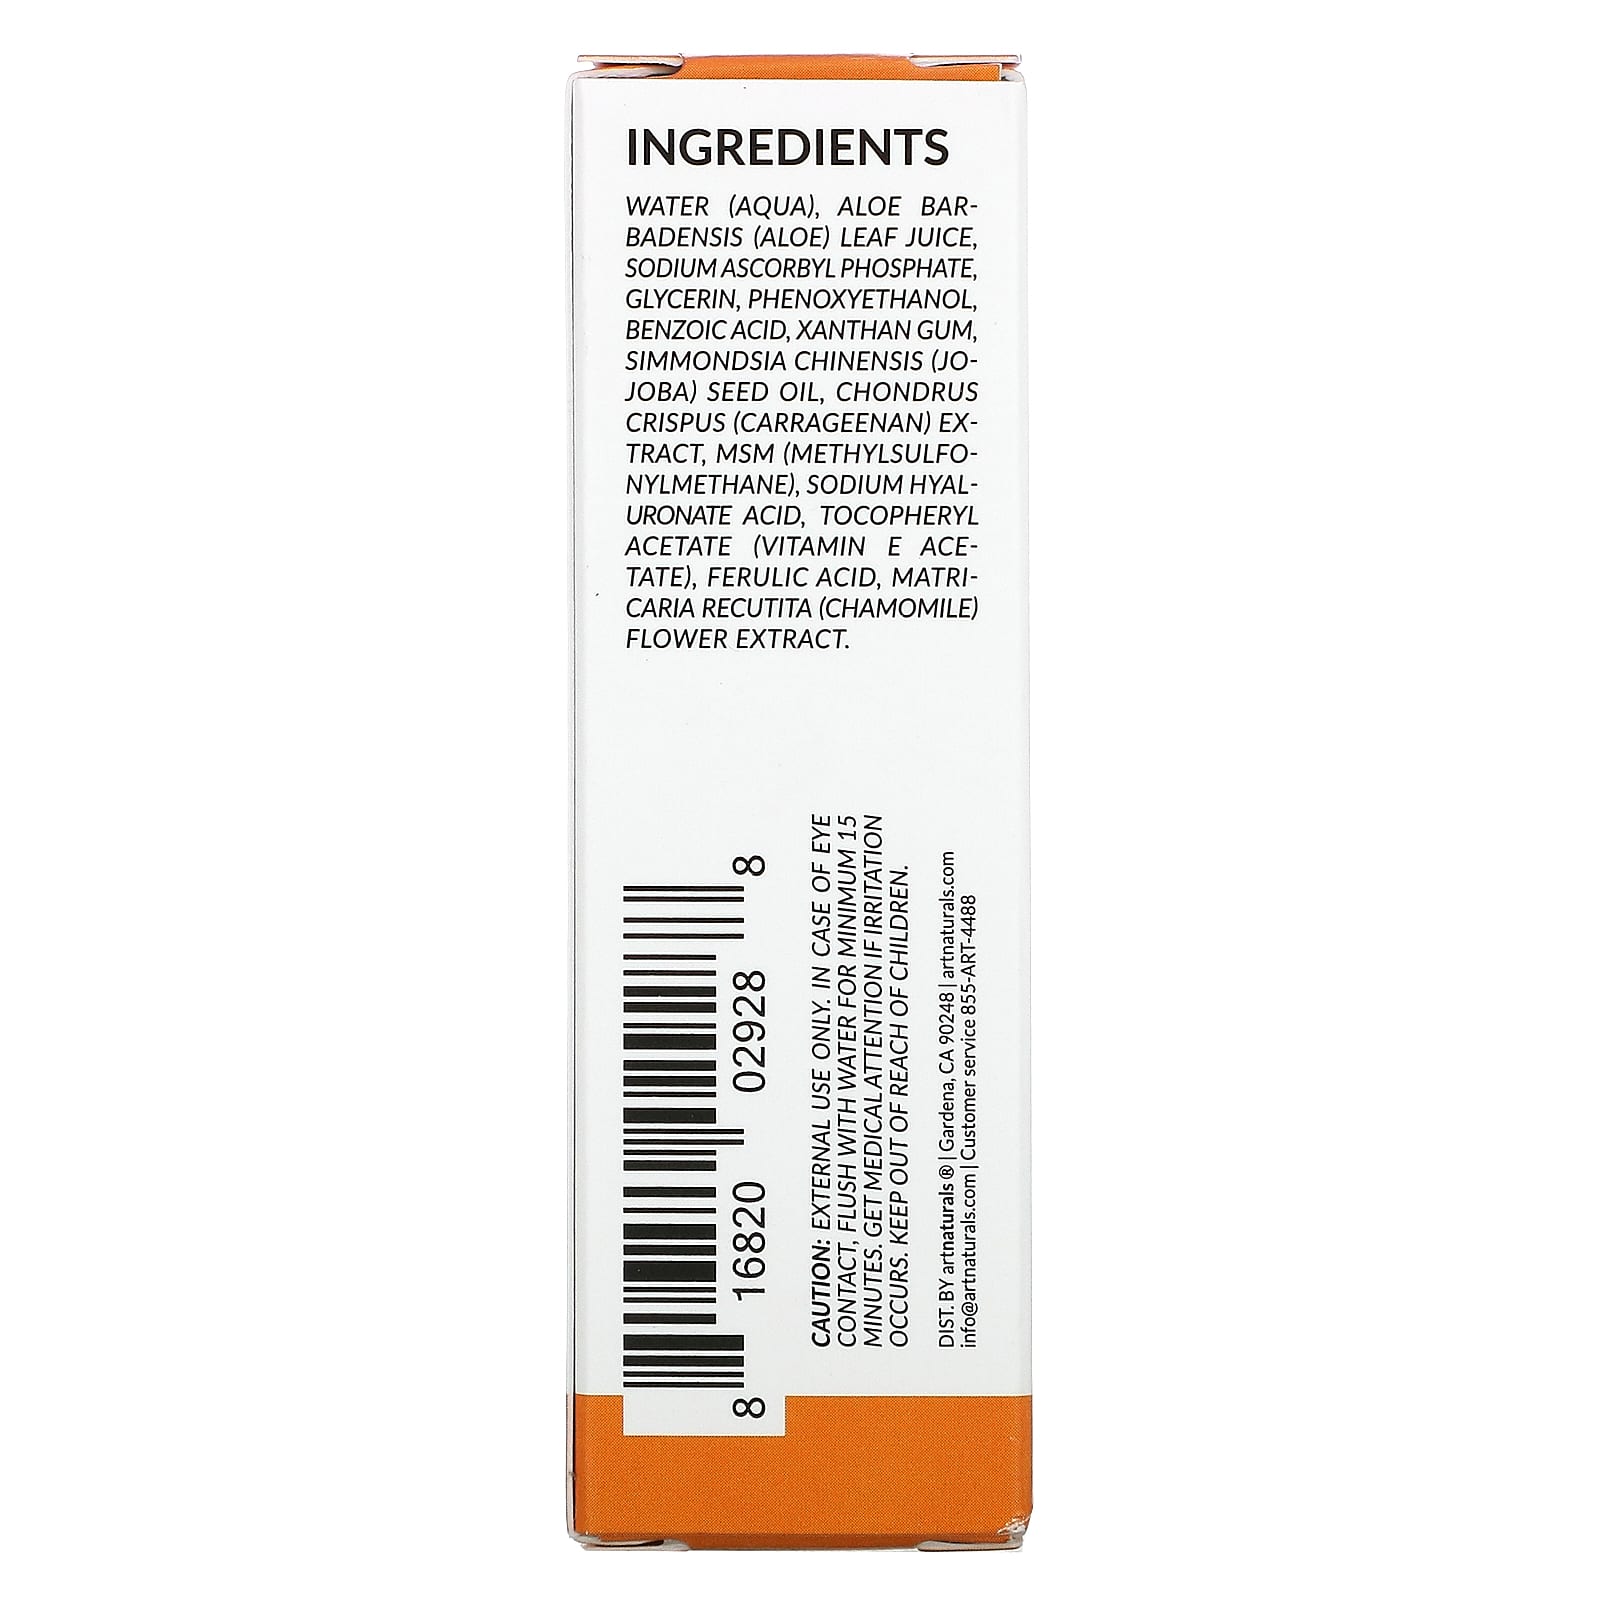 INGREDIENTS
WATER (AQUA), ALOE BAR-
BADENSIS (ALOE) LEAF JUICE,
SODIUM ASCORBYL PHOSPHATE,
GLYCERIN, PHENOXYETHANOL,
BENZOIC ACID, XANTHAN GUM,
SIMMONDSIA CHINENSIS (JO-
JOBA) SEED OIL, CHONDRUS
CRISPUS (CARRAGEENAN) EX-
TRACT, MSM (METHYLSULFO-
NYLMETHANE), SODIUM HYAL-
URONATE ACID, TOCOPHERYL
ACETATE (VITAMIN E ACE-
TATE), FERULIC ACID, MATRI-
CARIA RECUTITA (CHAMOMILE)
FLOWER EXTRACT.
8 16820 02928 8
CAUTION: EXTERNAL USE ONLY. IN CASE OF EYE
CONTACT, FLUSH WITH WATER FOR MINIMUM 15
MINUTES. GET MEDICAL ATTENTION IF IRRITATION
OCCURS. KEEP OUT OF REACH OF CHILDREN.
DIST. BY artnaturals® | Gardena, CA 90248 | artnaturals.com
info@artnaturals.com | Customer service 855-ART-4488